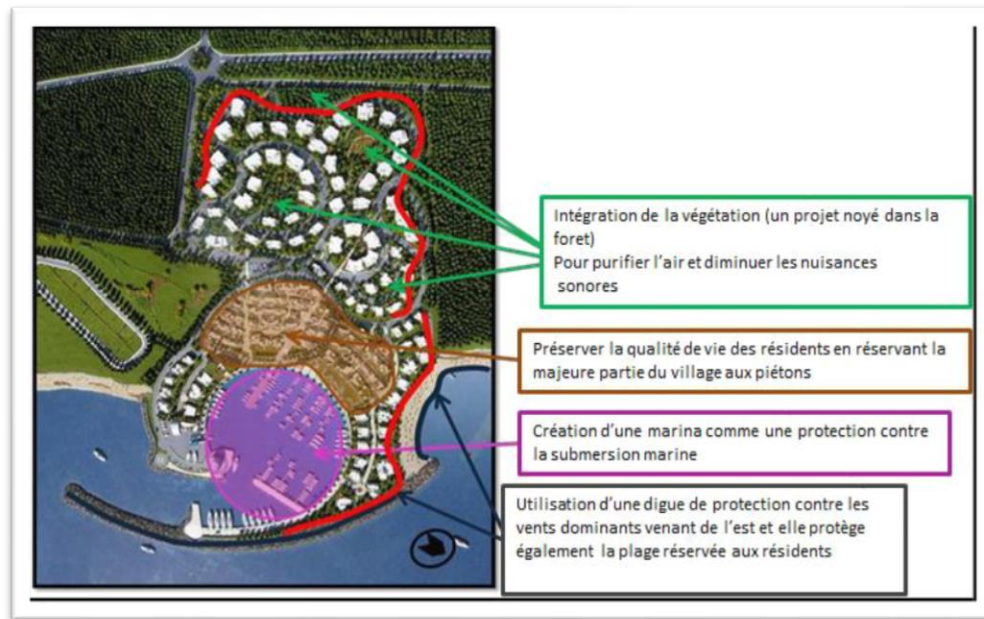 Intégration de la végétation (un projet noyé dans la
foret)
Pour purifier l'air et diminuer les nuisances
sonores
Préserver la qualité de vie des résidents en réservant la
majeure partie du village aux piétons
Création d'une marina comme une protection contre
la submersion marine
Utilisation d'une digue de protection contre les
vents dominants venant de l'est et elle protège
également la plage réservée aux résidents